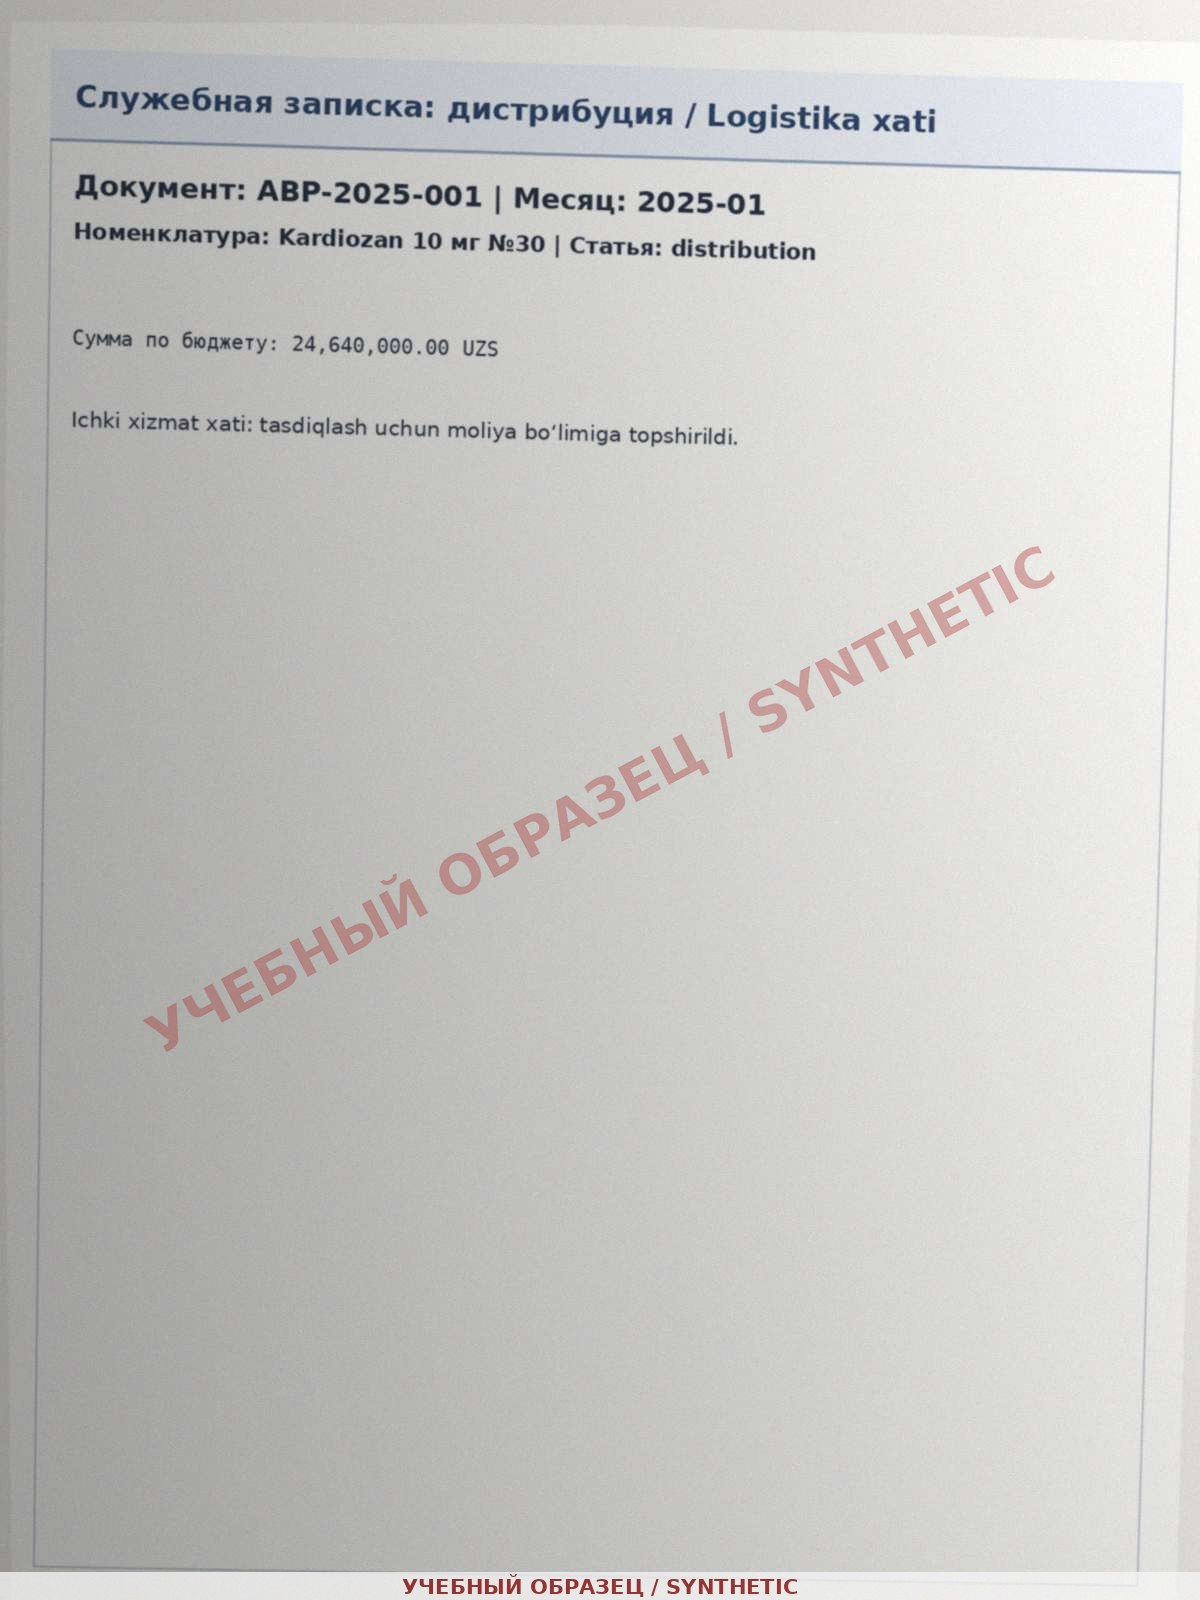 Служебная записка: дистрибуция / Logistika xati
Документ: АВР-2025-001 | Месяц: 2025-01
Номенклатура: Kardiozan 10 мг №30 | Статья: distribution
Сумма по бюджету: 24,640,000.00 UZS
Ichki xizmat xati: tasdiqlash uchun moliya bo‘limiga topshirildi.
УЧЕБНЫЙ ОБРАЗЕЦ / SYNTHETIC
УЧЕБНЫЙ ОБРАЗЕЦ / SYNTHETIC